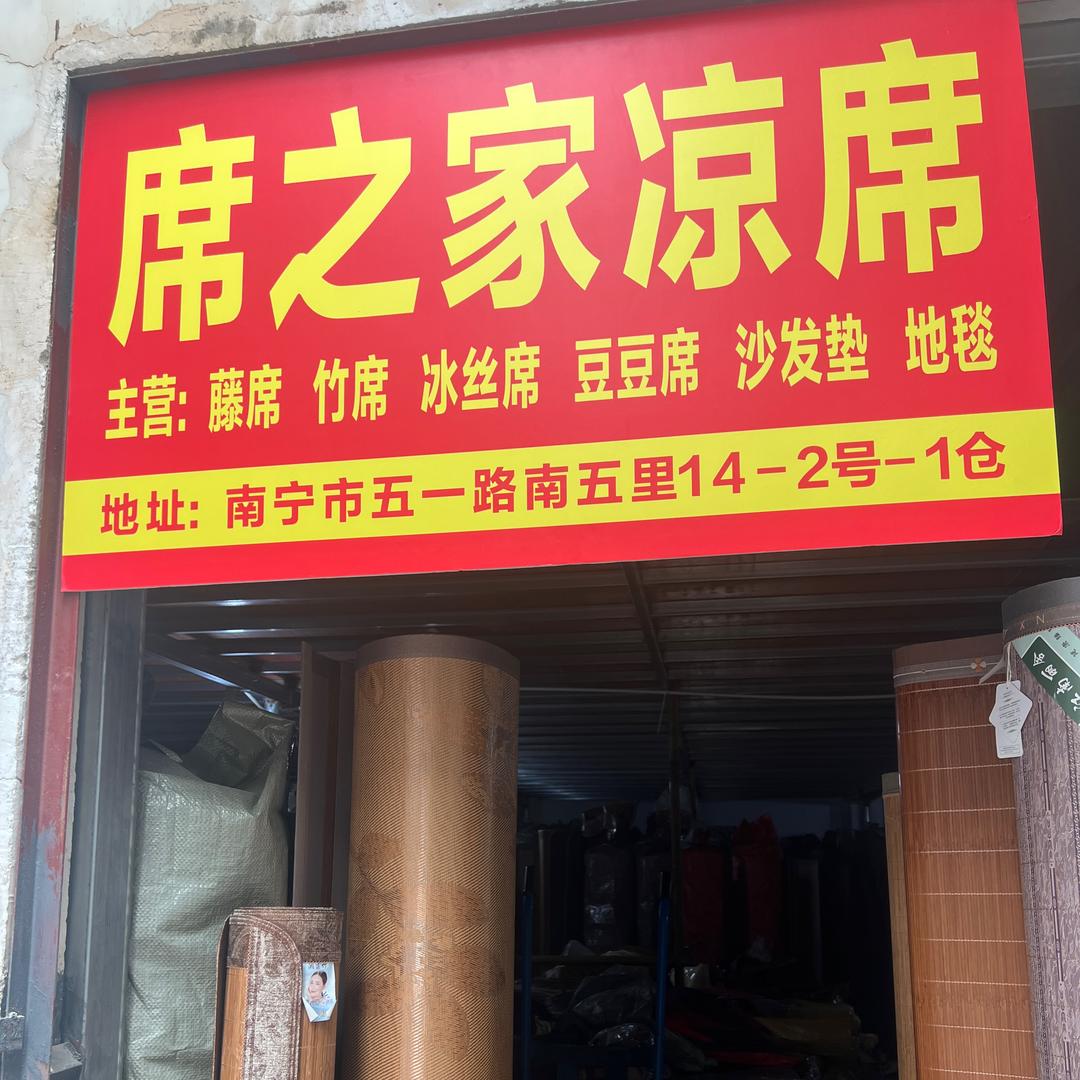 席之家凉席
主营: 藤席 竹席 冰丝席 豆豆席 沙发垫 地毯
地址: 南宁市五一路南五里14-2号-1仓